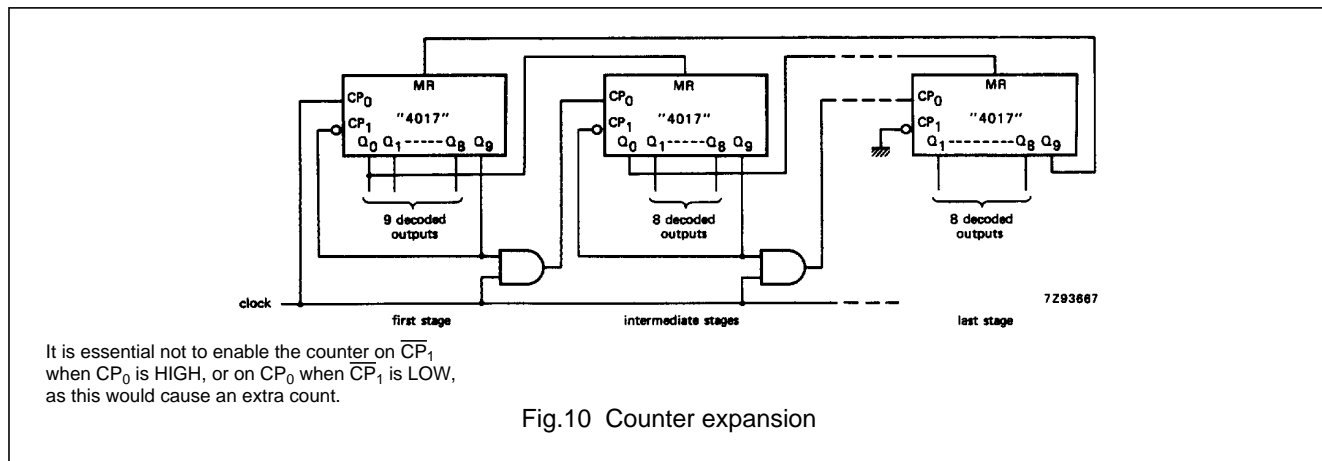 MR MR MR
CP0 CP0 CP0
"4017" "4017" "4017"
CP1 CP1 CP1
Q0 Q1 Q8 Q9 Q0 Q1 Q8 Q9 Q1 Q8 Q9
9 decoded outputs
8 decoded outputs
8 decoded outputs
clock
7Z93667
first stage intermediate stages last stage
It is essential not to enable the counter on C̅P̅1
when CP0 is HIGH, or on CP0 when C̅P̅1 is LOW,
as this would cause an extra count.
Fig.10 Counter expansion